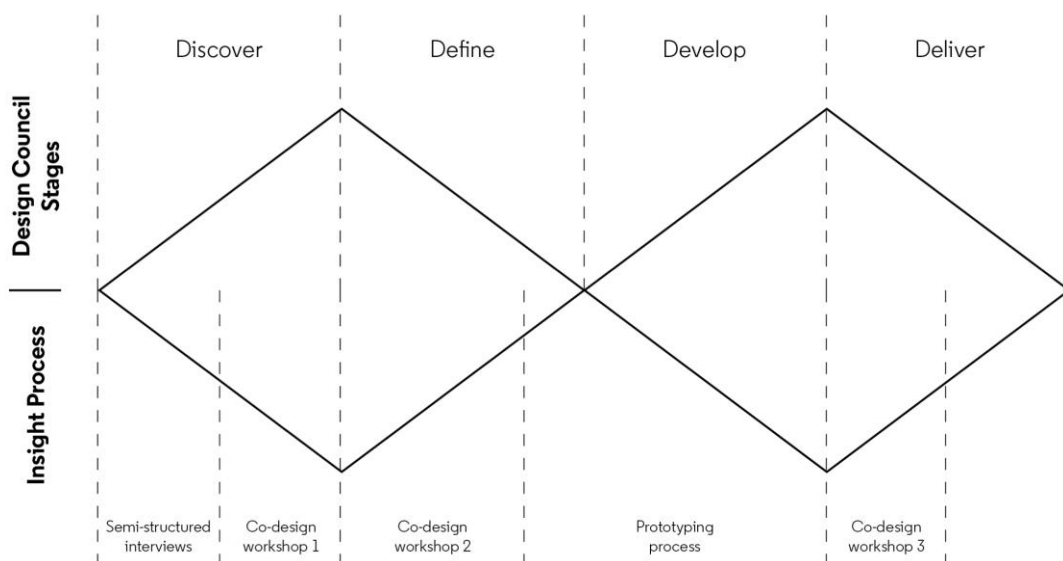 Discover
Define
Develop
Deliver
Design Council
Stages
Insight Process
Semi-structured
interviews
Co-design
workshop 1
Co-design
workshop 2
Prototyping
process
Co-design
workshop 3